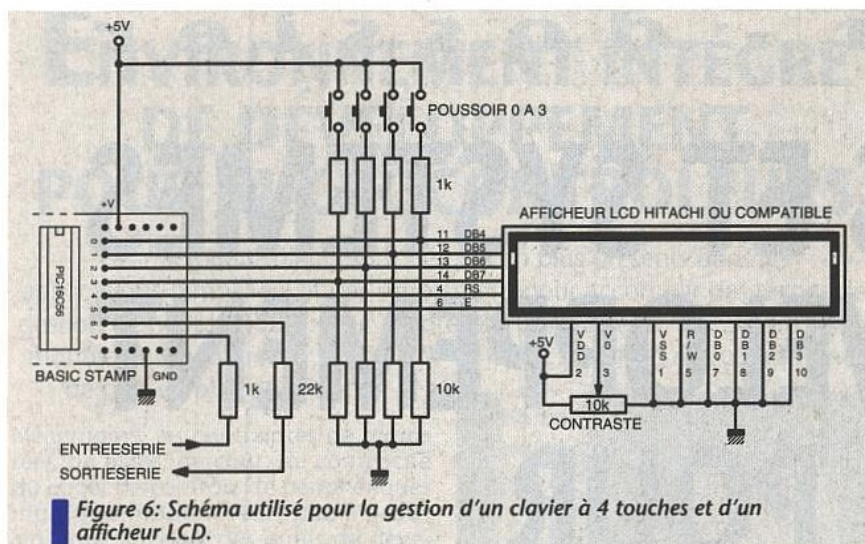 +5V
POUSSOIR 0 A 3
1k
+V
AFFICHEUR LCD HITACHI OU COMPATIBLE
PIC16C56
0
1
2
3
4
5
6
7
11 DB4
12 DB5
13 DB6
14 DB7
4 RS
6 E
+5V
VDD 2
V0 3
VSS 1
R/W 5
DB0 7
DB1 8
DB2 9
DB3 10
BASIC STAMP
GND
1k
22k
10k
10k
CONTRASTE
ENTREESERIE
SORTIESERIE
Figure 6: Schéma utilisé pour la gestion d'un clavier à 4 touches et d'un
afficheur LCD.